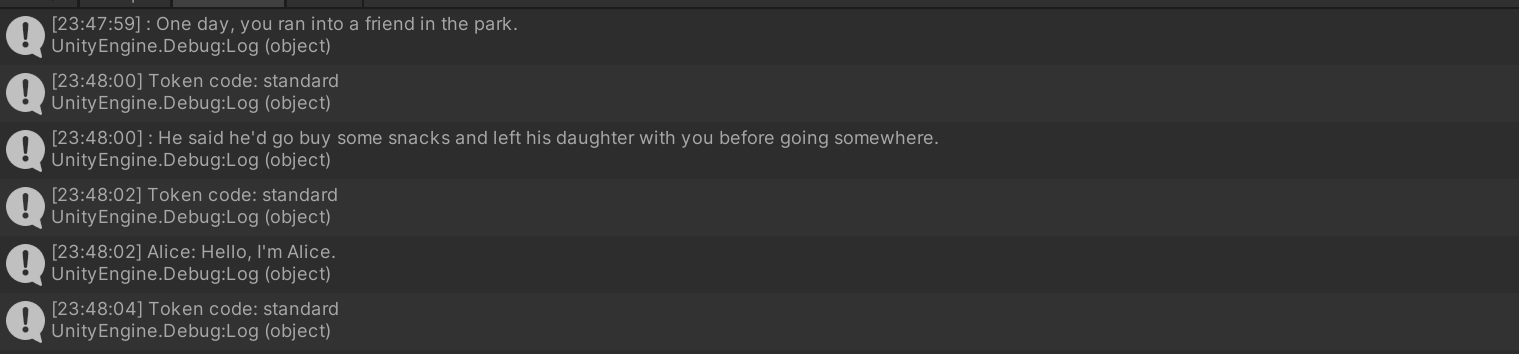 [23:47:59] : One day, you ran into a friend in the park.
UnityEngine.Debug:Log (object)
[23:48:00] Token code: standard
UnityEngine.Debug:Log (object)
[23:48:00] : He said he'd go buy some snacks and left his daughter with you before going somewhere.
UnityEngine.Debug:Log (object)
[23:48:02] Token code: standard
UnityEngine.Debug:Log (object)
[23:48:02] Alice: Hello, I'm Alice.
UnityEngine.Debug:Log (object)
[23:48:04] Token code: standard
UnityEngine.Debug:Log (object)